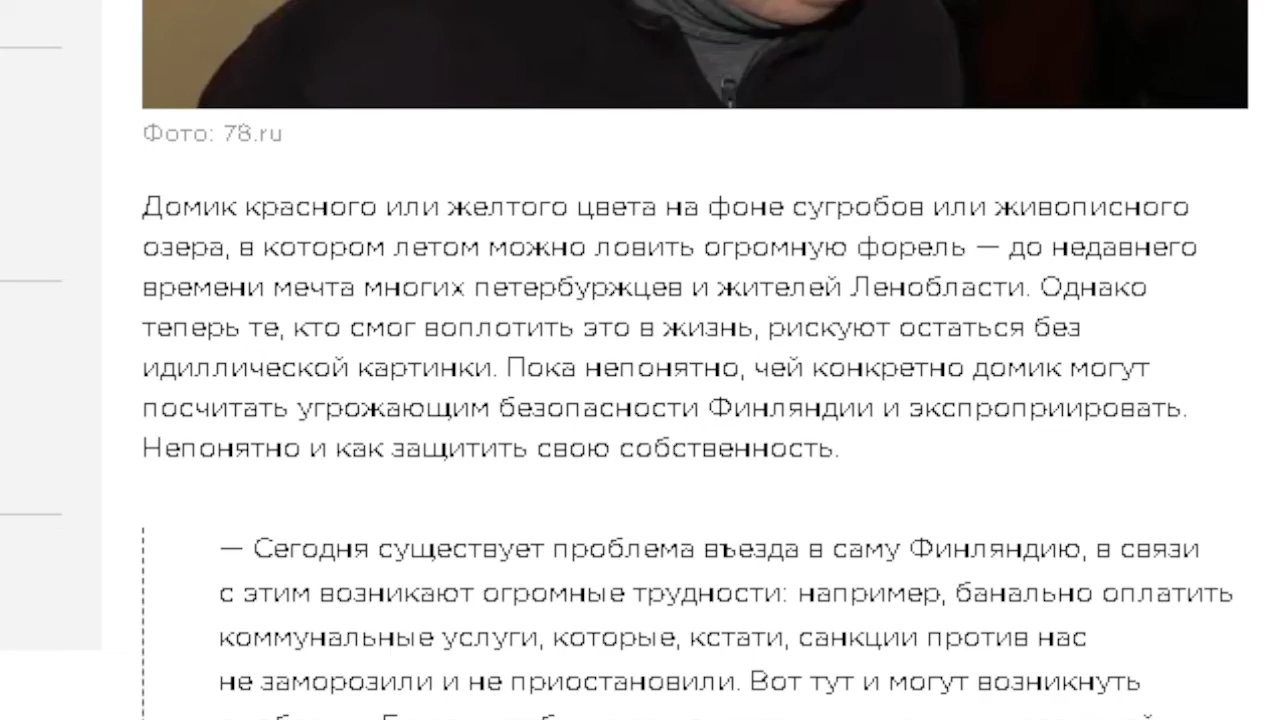 Фото: 78.ru
Домик красного или желтого цвета на фоне сугробов или живописного
озера, в котором летом можно ловить огромную форель — до недавнего
времени мечта многих петербуржцев и жителей Ленобласти. Однако
теперь те, кто смог воплотить это в жизнь, рискуют остаться без
идиллической картинки. Пока непонятно, чей конкретно домик могут
посчитать угрожающим безопасности Финляндии и экспроприировать.
Непонятно и как защитить свою собственность.
— Сегодня существует проблема въезда в саму Финляндию, в связи
с этим возникают огромные трудности: например, банально оплатить
коммунальные услуги, которые, кстати, санкции против нас
не заморозили и не приостановили. Вот тут и могут возникнуть